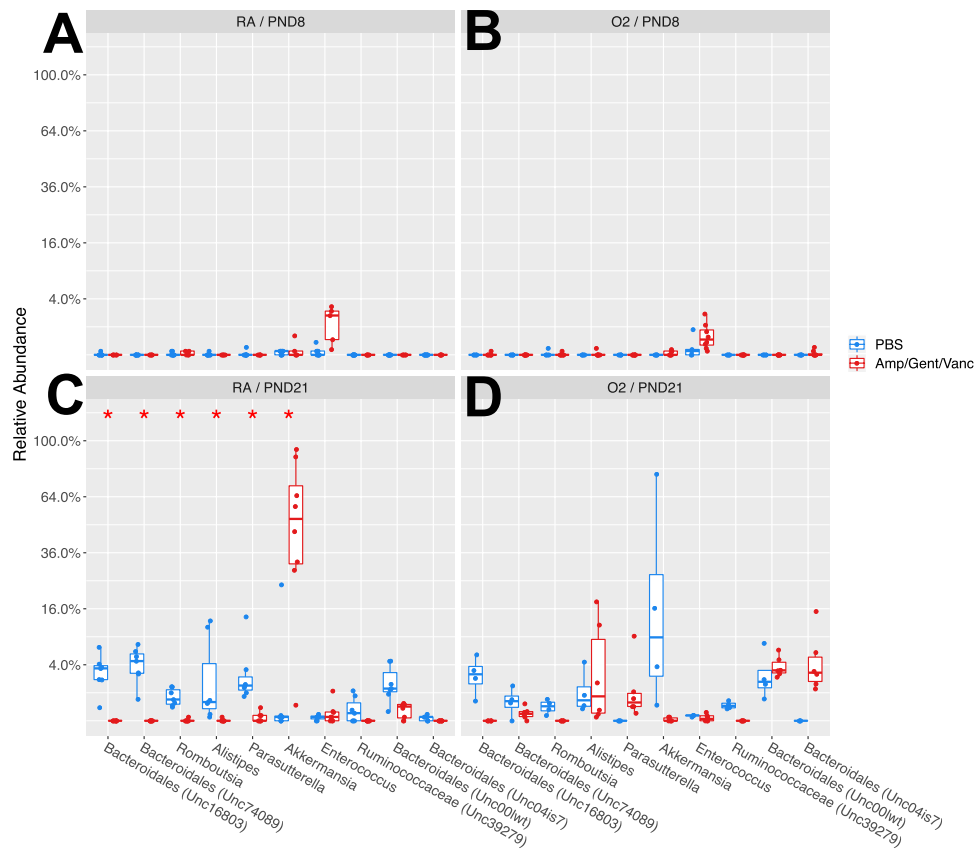 A
RA / PND8
B
O2 / PND8
100.0%
64.0%
36.0%
16.0%
4.0%
Relative Abundance
PBS
Amp/Gent/Vanc
C
RA / PND21
D
O2 / PND21
* * * * * *
100.0%
64.0%
36.0%
16.0%
4.0%
Bacteroidales (Unc16803)
Bacteroidales (Unc74089)
Romboutsia
Alistipes
Parasutterella
Akkermansia
Enterococcus
Ruminococcaceae (Unc39279)
Bacteroidales (Unc00lwt)
Bacteroidales (Unc04is7)
Bacteroidales (Unc16803)
Bacteroidales (Unc74089)
Romboutsia
Alistipes
Parasutterella
Akkermansia
Enterococcus
Ruminococcaceae (Unc39279)
Bacteroidales (Unc00lwt)
Bacteroidales (Unc04is7)